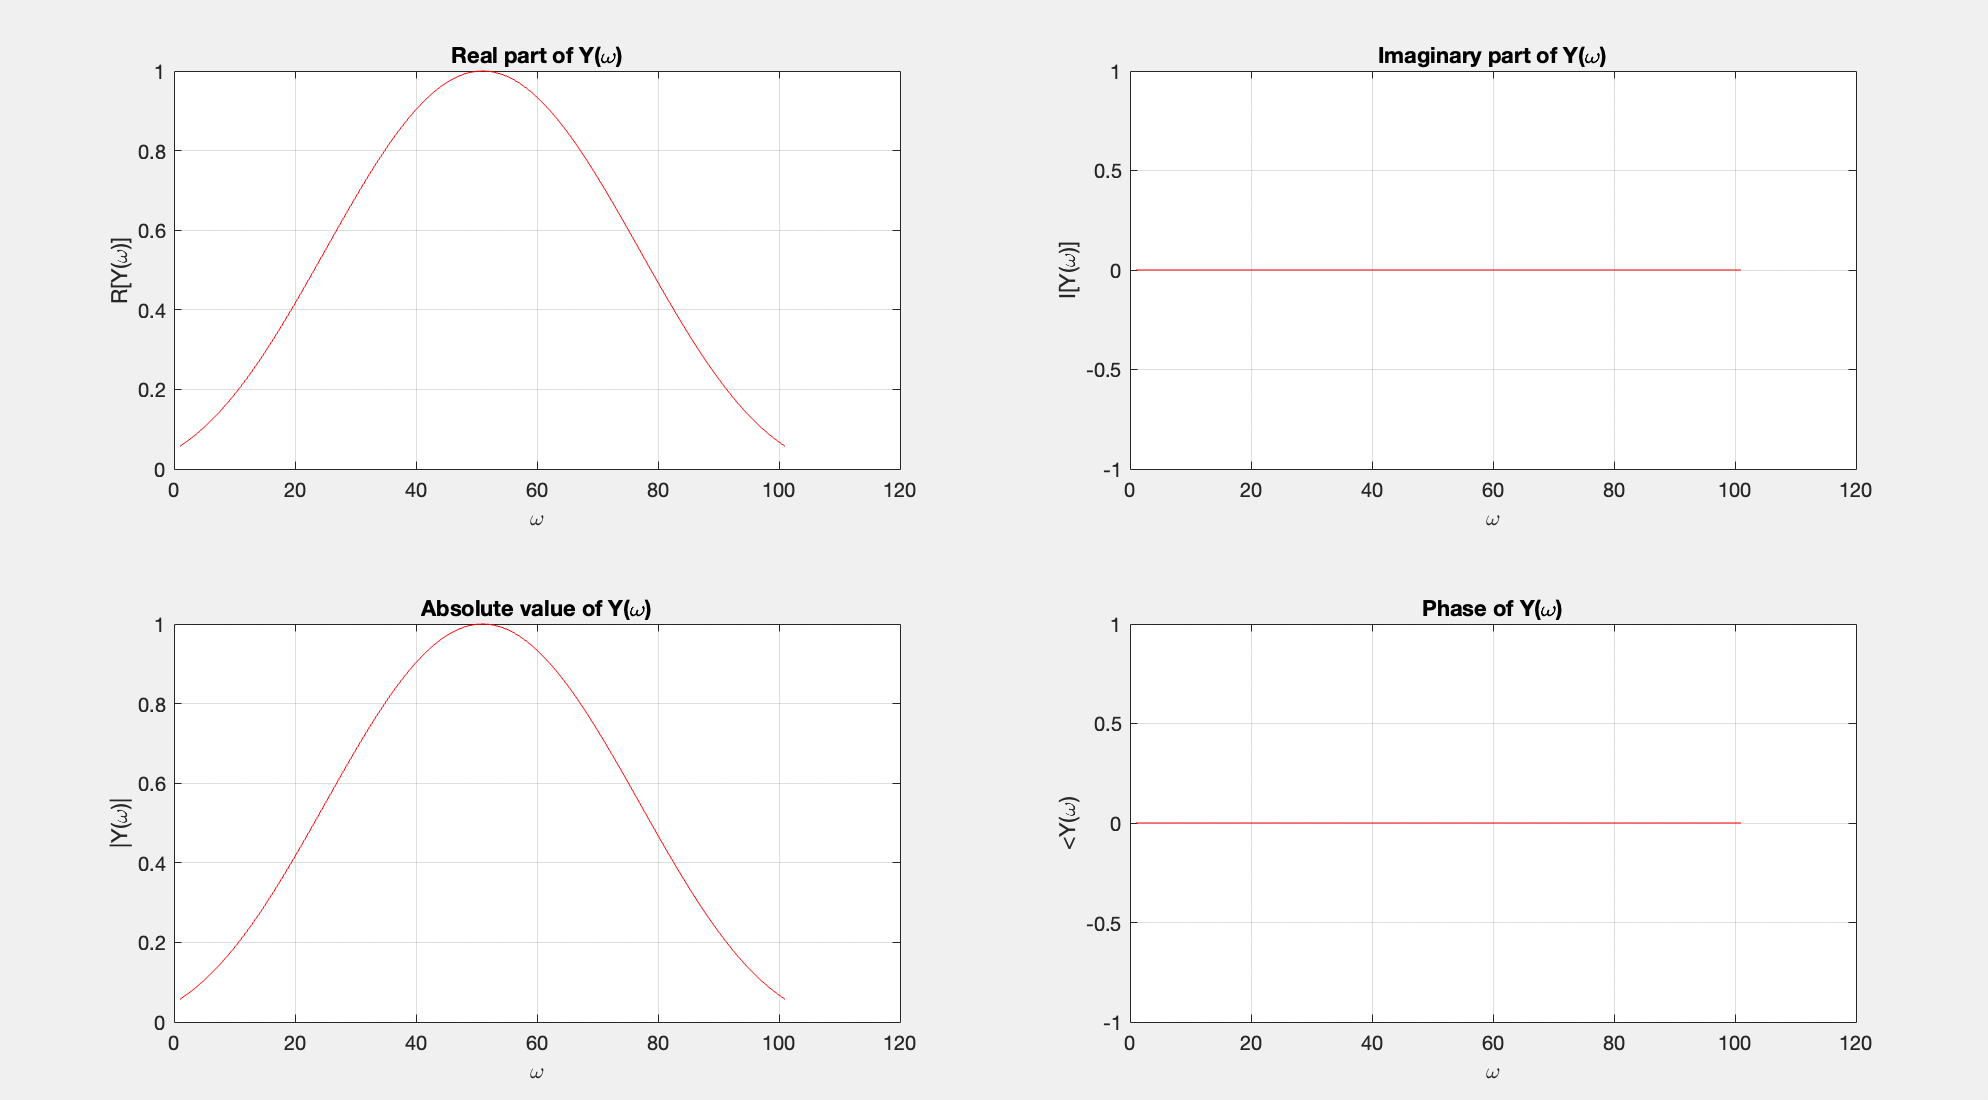 Real part of Y(ω)
1
0.8
0.6
0.4
0.2
0
R[Y(ω)]
0 20 40 60 80 100 120
ω
Imaginary part of Y(ω)
1
0.5
0
-0.5
-1
I[Y(ω)]
0 20 40 60 80 100 120
ω
Absolute value of Y(ω)
1
0.8
0.6
0.4
0.2
0
|Y(ω)|
0 20 40 60 80 100 120
ω
Phase of Y(ω)
1
0.5
0
-0.5
-1
<Y(ω)
0 20 40 60 80 100 120
ω